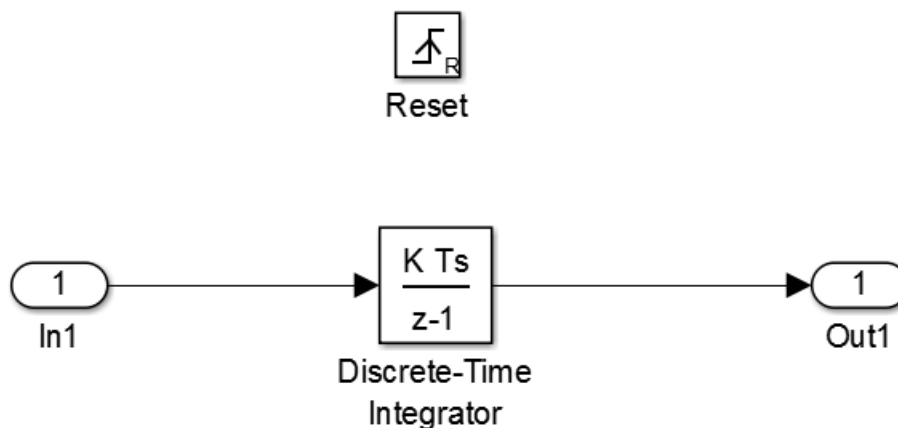 R
Reset
1
K Ts
z-1
1
In1
Out1
Discrete-Time
Integrator